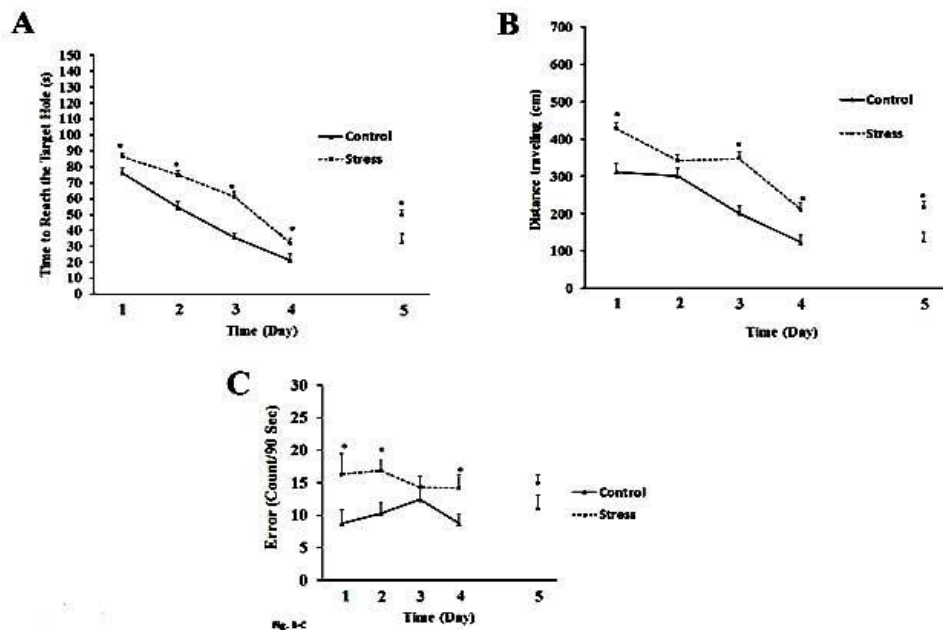 A
Time to Reach the Target Hole (s)
150
140
130
120
110
100
90
80
70
60
50
40
30
20
10
0
1 2 3 4 5
Time (Day)
Control
Stress
B
Distance traveling (cm)
700
600
500
400
300
200
100
0
1 2 3 4 5
Time (Day)
Control
Stress
C
Error (Count/90 Sec)
30
25
20
15
10
5
0
1 2 3 4 5
Time (Day)
Control
Stress